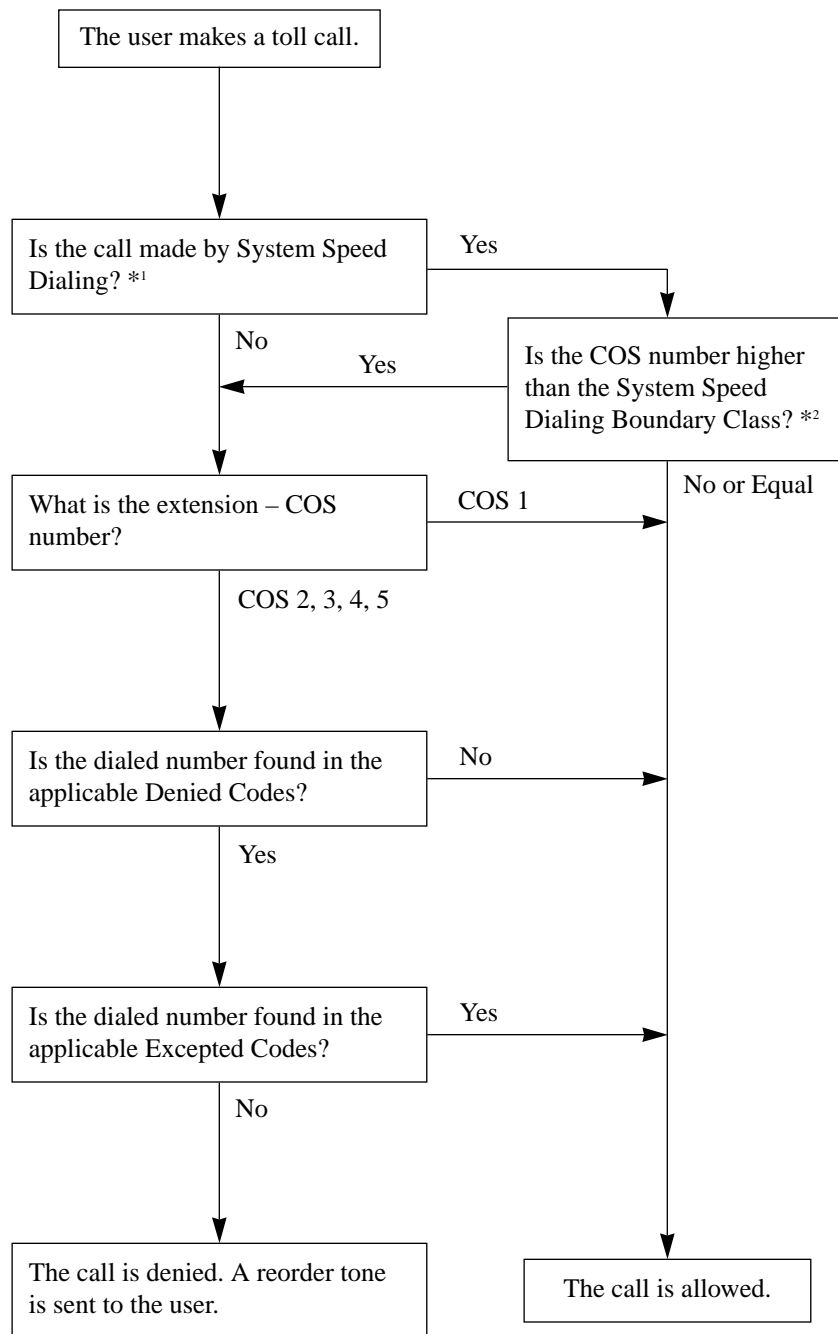 The user makes a toll call.
Is the call made by System Speed
Dialing? *1
Yes
No
Yes
Is the COS number higher
than the System Speed
Dialing Boundary Class? *2
No or Equal
What is the extension – COS
number?
COS 1
COS 2, 3, 4, 5
Is the dialed number found in the
applicable Denied Codes?
No
Yes
Is the dialed number found in the
applicable Excepted Codes?
Yes
No
The call is denied. A reorder tone
is sent to the user.
The call is allowed.